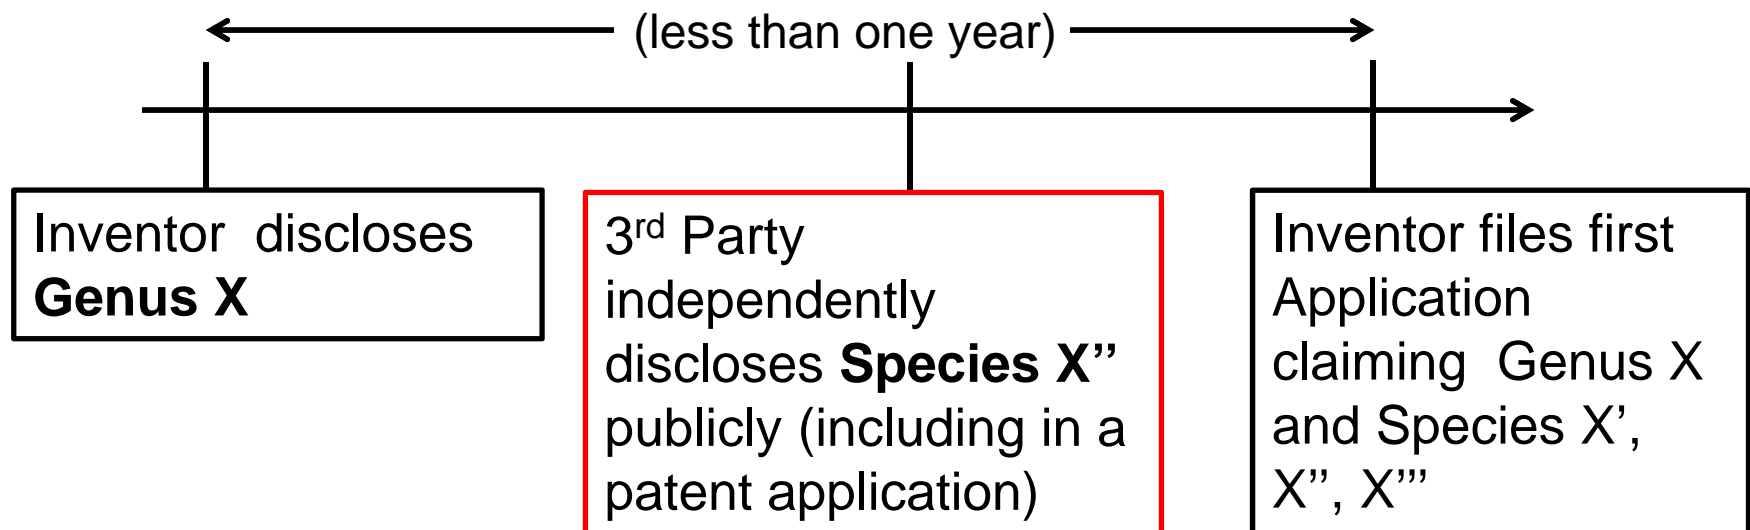 (less than one year)
Inventor discloses
Genus X
3rd Party
independently
discloses Species X’’
publicly (including in a
patent application)
Inventor files first
Application
claiming Genus X
and Species X’,
X’’, X’’’